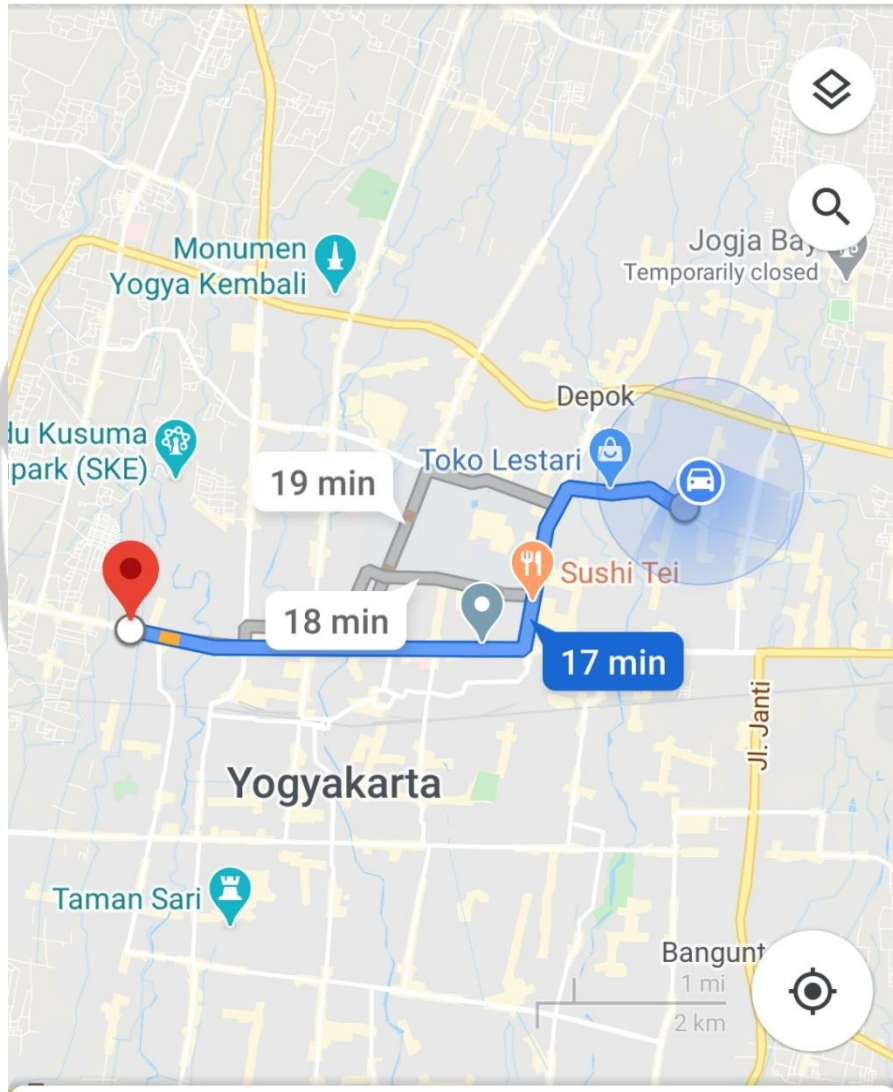 Monumen
Yogya Kembali
Jogja Bay
Temporarily closed
Depok
du Kusuma
park (SKE)
Toko Lestari
19 min
Sushi Tei
18 min
17 min
Jl. Janti
Yogyakarta
Taman Sari
Bangunt
1 mi
2 km